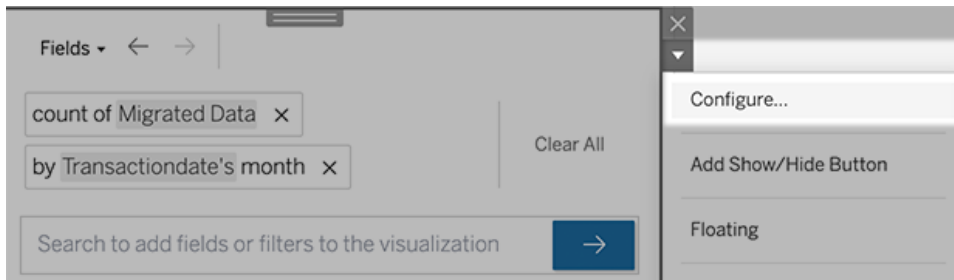 Fields
count of Migrated Data
by Transactiondate's month
Clear All
Search to add fields or filters to the visualization
Configure...
Add Show/Hide Button
Floating